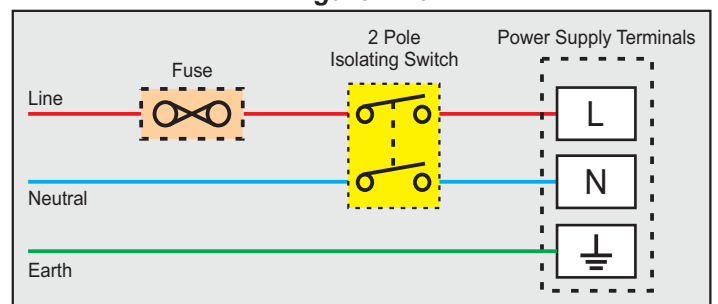 2 Pole
Isolating Switch
Power Supply Terminals
Fuse
Line
L
Neutral
N
Earth